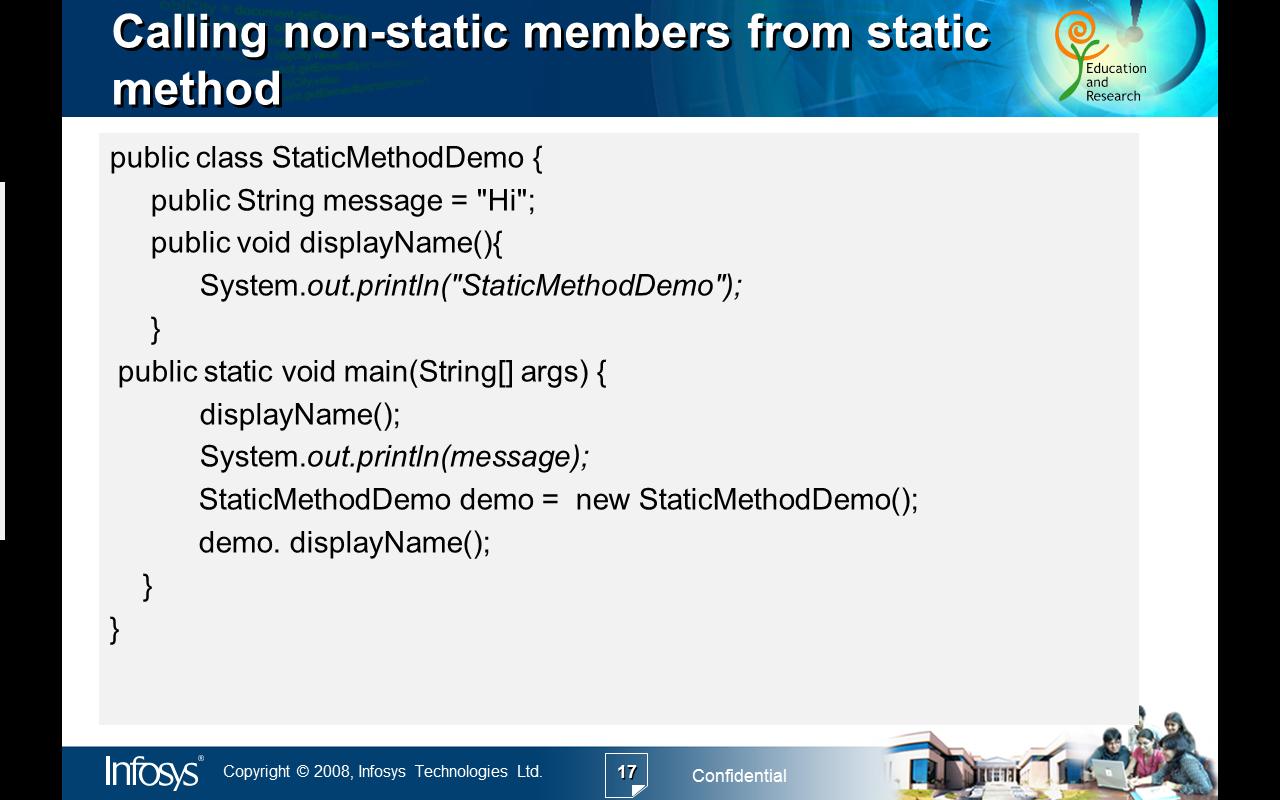 Calling non-static members from static
method
Education
and
Research
public class StaticMethodDemo {
public String message = "Hi";
public void displayName(){
System.out.println("StaticMethodDemo");
}
public static void main(String[] args) {
displayName();
System.out.println(message);
StaticMethodDemo demo =  new StaticMethodDemo();
demo. displayName();
}
}
Infosys®
Copyright © 2008, Infosys Technologies Ltd.
17
Confidential